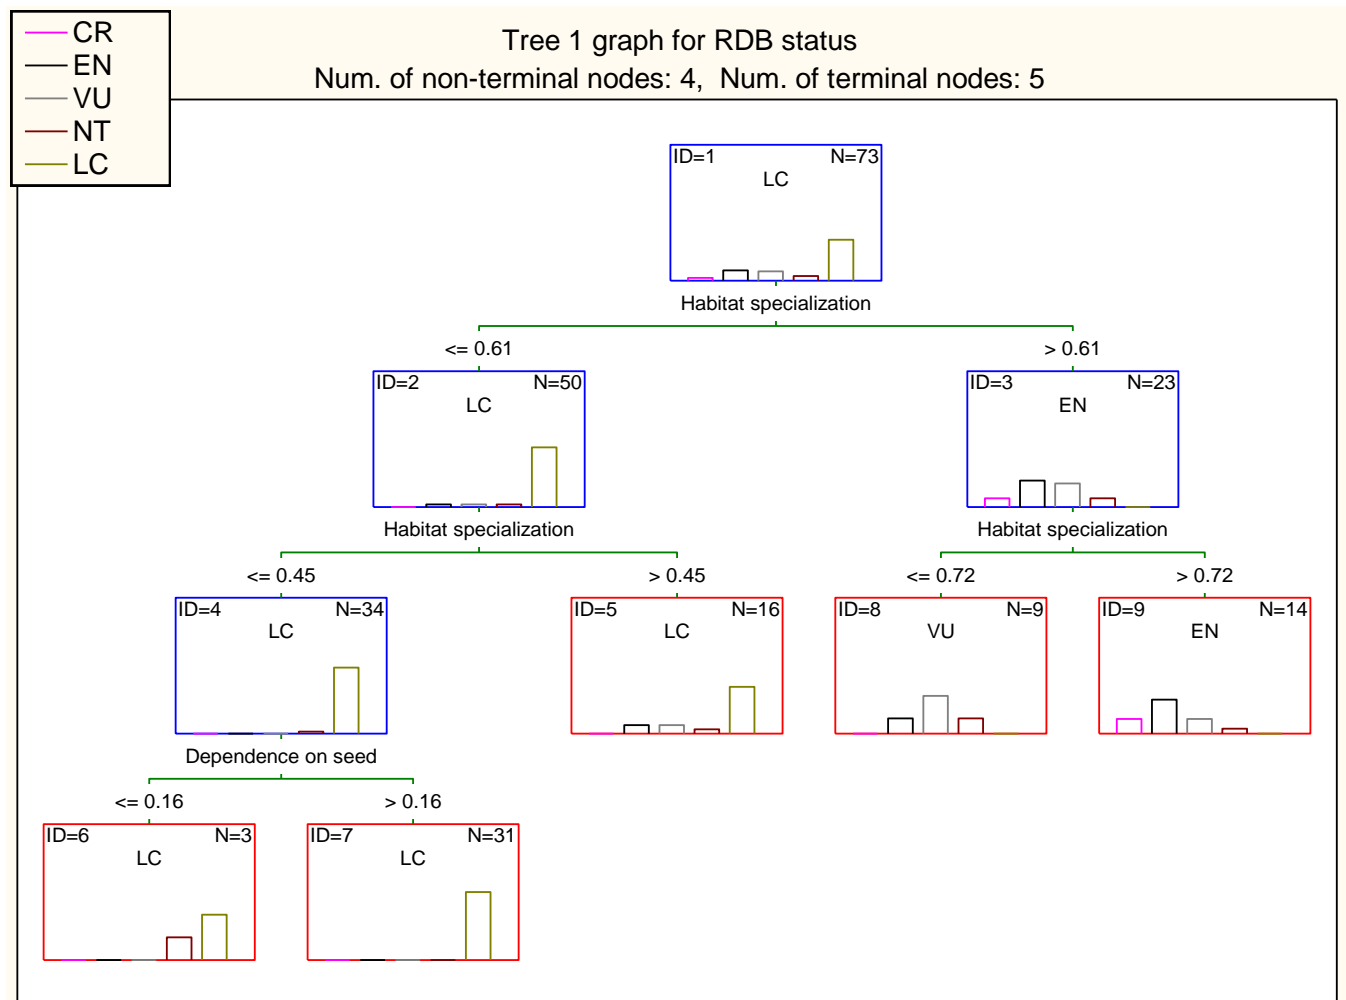 CR
EN
VU
NT
LC
Tree 1 graph for RDB status
Num. of non-terminal nodes: 4,  Num. of terminal nodes: 5
ID=1 N=73
LC
Habitat specialization
<= 0.61 > 0.61
ID=2 N=50 ID=3 N=23
LC EN
Habitat specialization Habitat specialization
<= 0.45 > 0.45 <= 0.72 > 0.72
ID=4 N=34 ID=5 N=16 ID=8 N=9 ID=9 N=14
LC LC VU EN
Dependence on seed
<= 0.16 > 0.16
ID=6 N=3 ID=7 N=31
LC LC